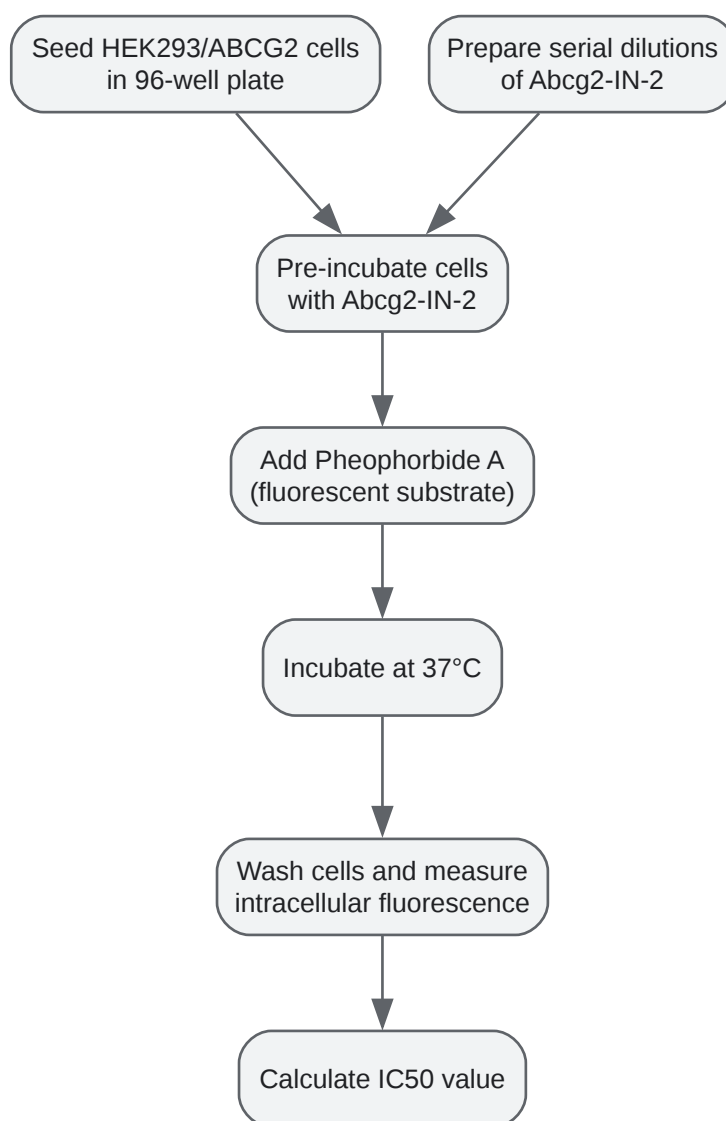 Seed HEK293/ABCG2 cells
in 96-well plate
Prepare serial dilutions
of Abcg2-IN-2
Pre-incubate cells
with Abcg2-IN-2
Add Pheophorbide A
(fluorescent substrate)
Incubate at 37°C
Wash cells and measure
intracellular fluorescence
Calculate IC50 value